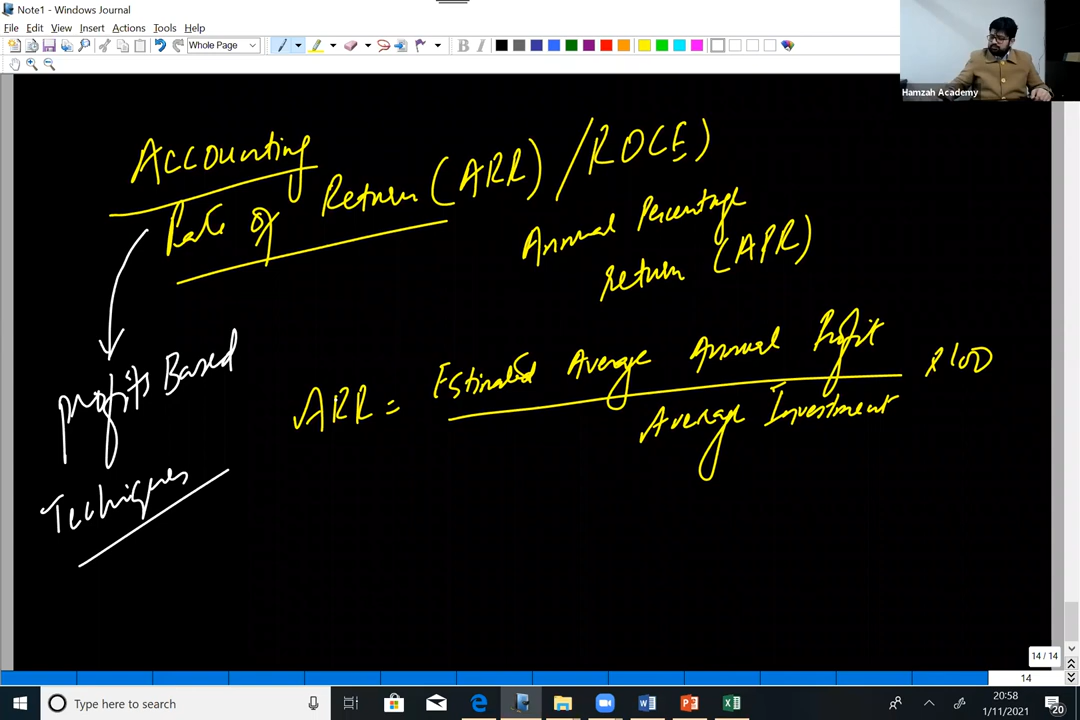 Note1 - Windows Journal
File Edit View Insert Actions Tools Help
Whole Page
B I
Hamzah Academy
Accounting
Rate of Return (ARR) / ROCE)
Annual Percentage
return (APR)
Profits Based
Techiques
ARR = Estimated Average Annual Profit x100
Average Investment
14 / 14
14
Type here to search
20:58
1/11/2021
20